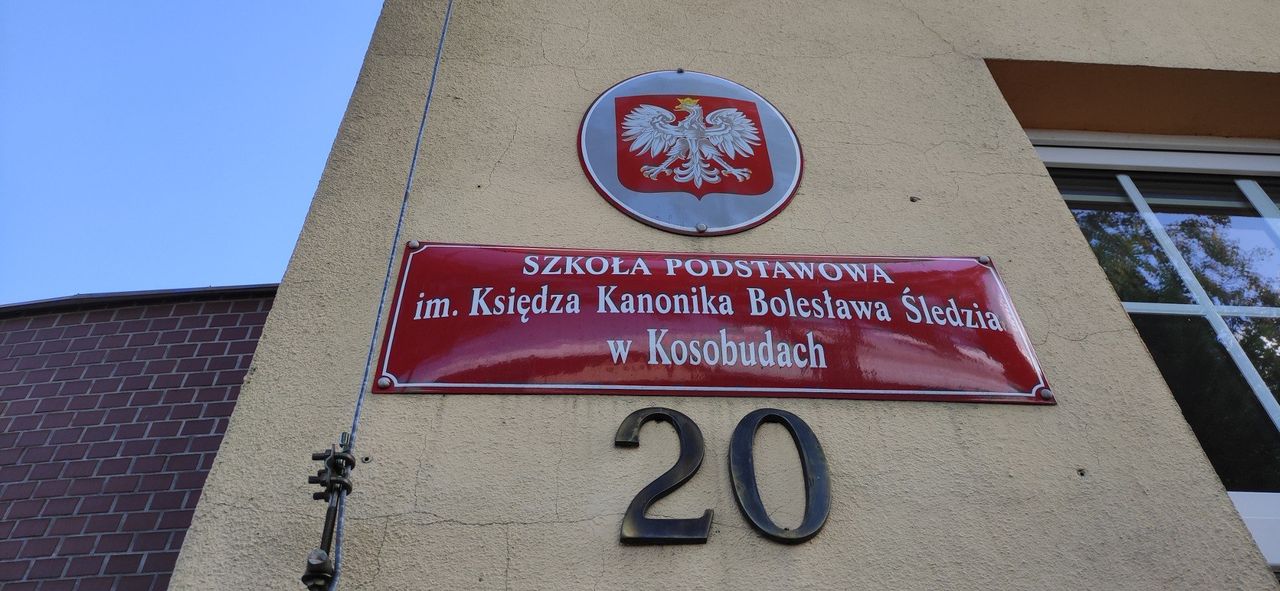 SZKOŁA PODSTAWOWA
im. Księdza Kanonika Bolesława Śledzia
w Kosobudach
20